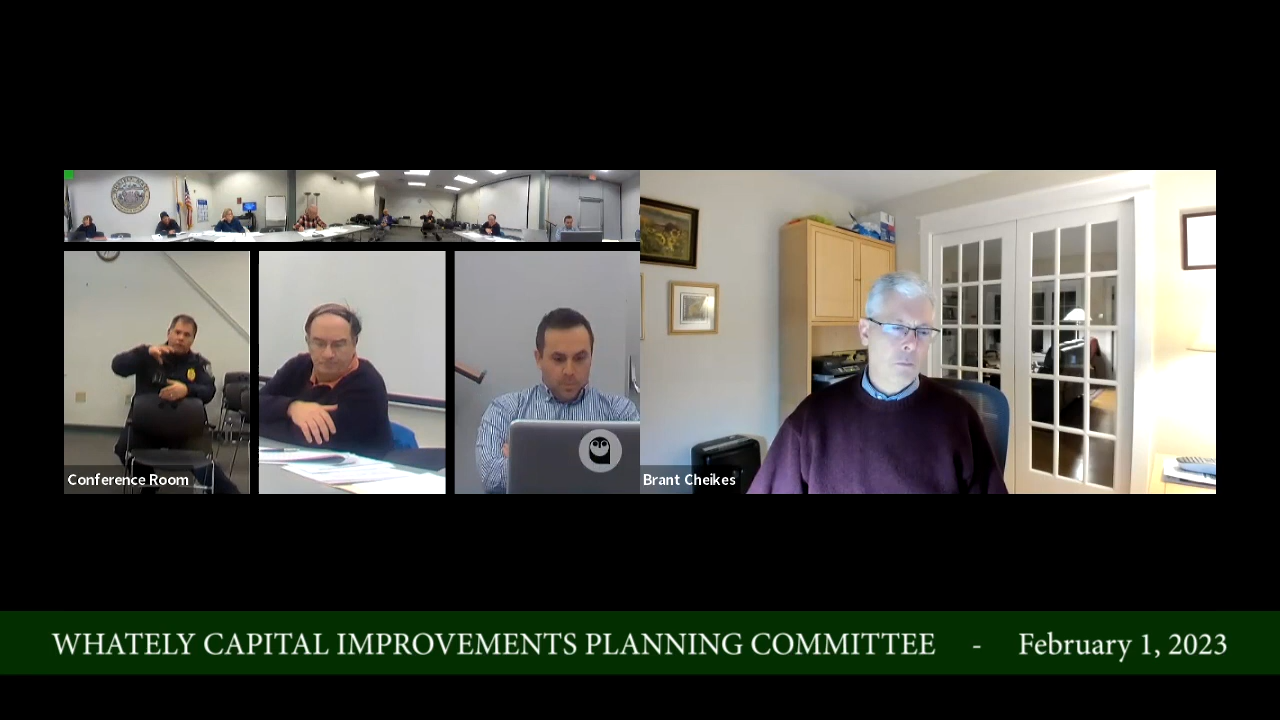 Conference Room
Brant Cheikes
WHATELY CAPITAL IMPROVEMENTS PLANNING COMMITTEE - February 1, 2023